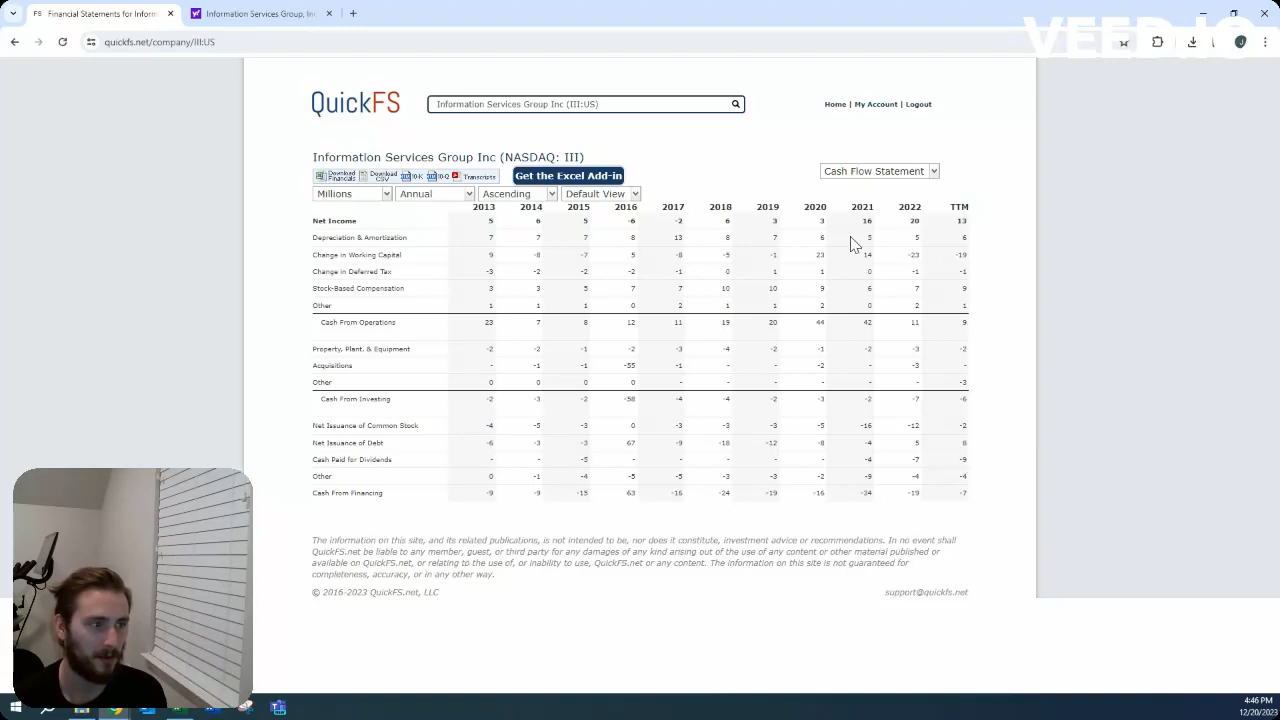 FS Financial Statements for Inform
Information Services Group, Inc
VEED.IO
quickfs.net/company/III:US
J
QuickFS
Information Services Group Inc (III:US)
Home | My Account | Logout
Information Services Group Inc (NASDAQ: III)
Download Financials Download CSV 10-K 10-Q Transcripts Get the Excel Add-in
Cash Flow Statement
Millions Annual Ascending Default View
2013 2014 2015 2016 2017 2018 2019 2020 2021 2022 TTM
Net Income 5 6 5 -6 -2 6 3 3 16 20 13
Depreciation & Amortization 7 7 7 8 13 8 7 6 5 5 6
Change in Working Capital 9 -8 -7 5 -8 -5 -1 23 14 -23 -19
Change in Deferred Tax -3 -2 -2 -2 -1 0 1 1 0 -1 -1
Stock-Based Compensation 3 3 5 7 7 10 10 9 6 7 9
Other 1 1 1 0 2 1 1 2 0 2 1
Cash From Operations 23 7 8 12 11 19 20 44 42 11 9
Property, Plant, & Equipment -2 -2 -1 -2 -3 -4 -2 -1 -2 -3 -2
Acquisitions - -1 -1 -55 -1 - - -2 - -3 -
Other 0 0 0 0 - - - - - - -3
Cash From Investing -2 -3 -2 -58 -4 -4 -2 -3 -2 -7 -6
Net Issuance of Common Stock -4 -5 -3 0 -3 -3 -3 -5 -16 -12 -2
Net Issuance of Debt -6 -3 -3 67 -9 -18 -12 -8 -4 5 8
Cash Paid for Dividends - - -5 - - - - - -4 -7 -9
Other 0 -1 -4 -5 -5 -3 -3 -2 -9 -4 -4
Cash From Financing -9 -9 -15 63 -16 -24 -19 -16 -34 -19 -7
The information on this site, and its related publications, is not intended to be, nor does it constitute, investment advice or recommendations. In no event shall
QuickFS.net be liable to any member, guest, or third party for any damages of any kind arising out of the use of any content or other material published or
available on QuickFS.net, or relating to the use of, or inability to use, QuickFS.net or any content. The information on this site is not guaranteed for
completeness, accuracy, or in any other way.
© 2016-2023 QuickFS.net, LLC
support@quickfs.net
4:46 PM
12/20/2023